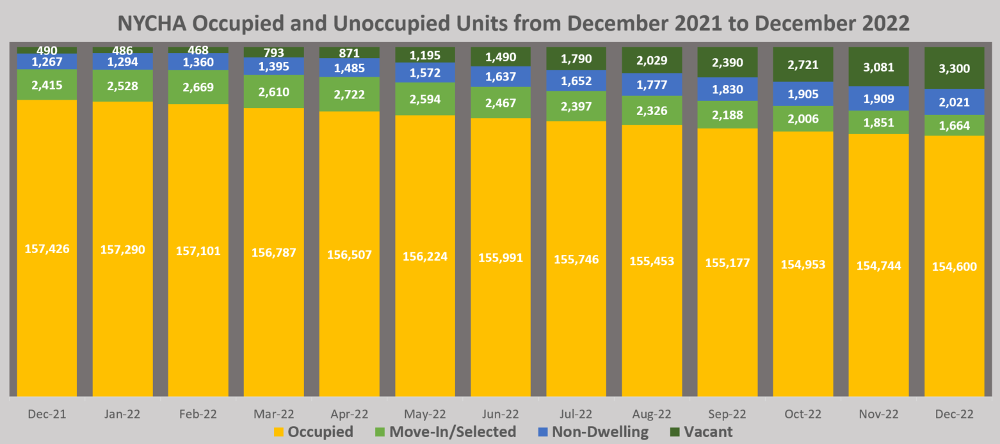 NYCHA Occupied and Unoccupied Units from December 2021 to December 2022
490 486 468 793 871 1,195 1,490 1,790 2,029 2,390 2,721 3,081 3,300
1,267 1,294 1,360 1,395 1,485 1,572 1,637 1,652 1,777 1,830 1,905 1,909 2,021
2,415 2,528 2,669 2,610 2,722 2,594 2,467 2,397 2,326 2,188 2,006 1,851 1,664
157,426 157,290 157,101 156,787 156,507 156,224 155,991 155,746 155,453 155,177 154,953 154,744 154,600
Dec-21 Jan-22 Feb-22 Mar-22 Apr-22 May-22 Jun-22 Jul-22 Aug-22 Sep-22 Oct-22 Nov-22 Dec-22
Occupied Move-In/Selected Non-Dwelling Vacant